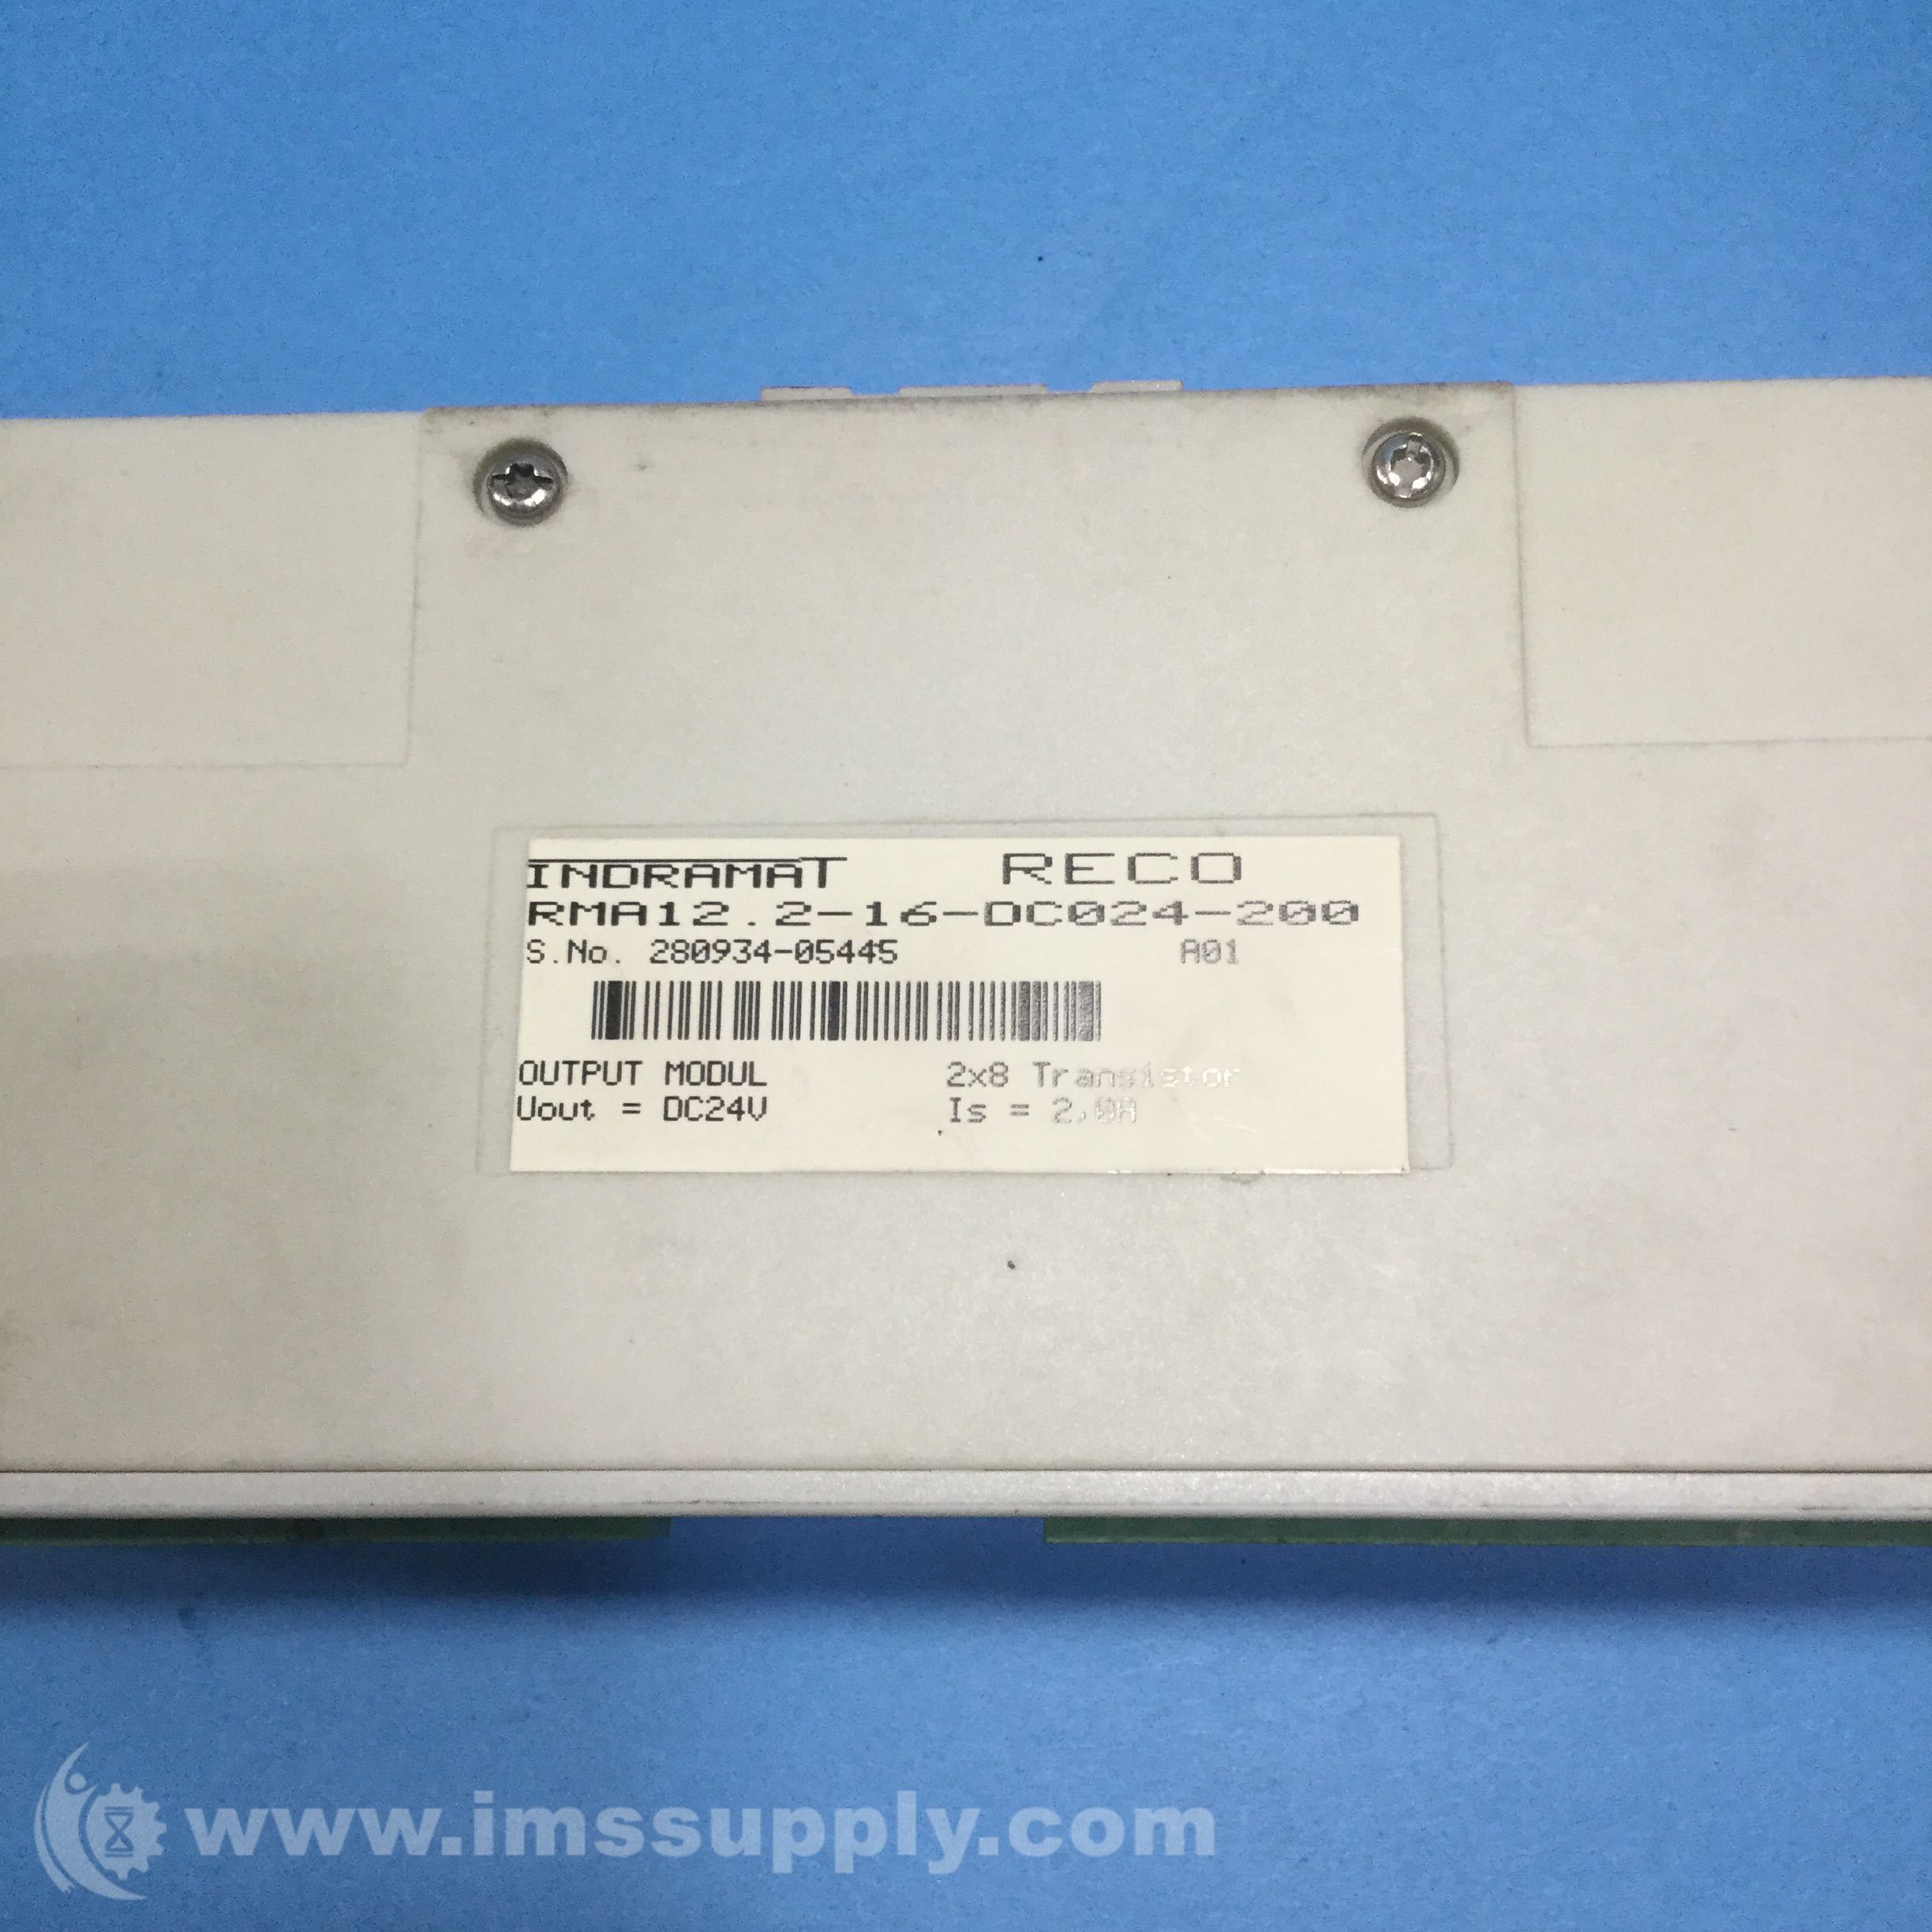 INDRAMAT RECO
RMA12.2-16-DC024-200
S.No. 280934-05445 A01
OUTPUT MODUL 2x8 Transistor
Uout = DC24V Is = 2.0A
www.imssupply.com